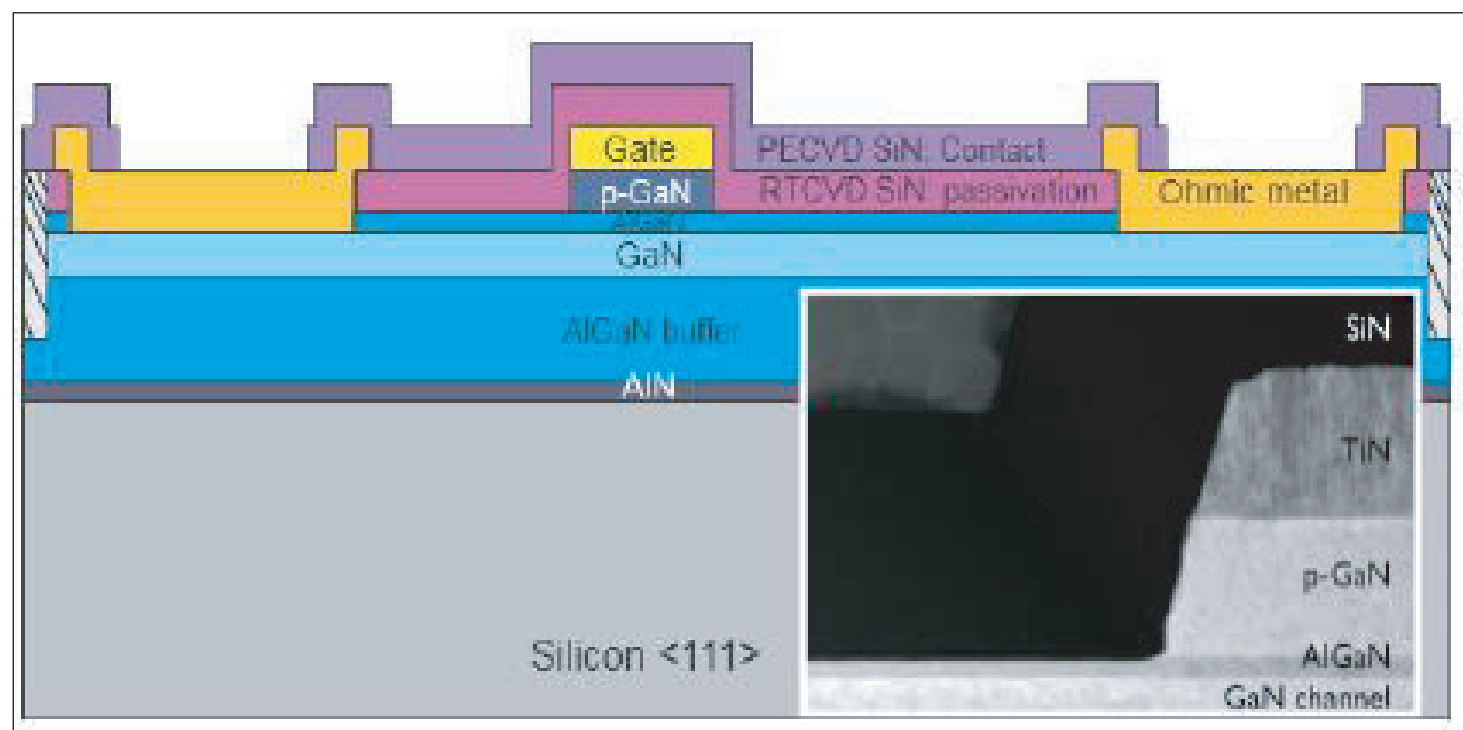 Gate
PECVD SiN. Contact
p-GaN
RTCVD SiN. passivation
Ohmic metal
GaN
AlGaN buffer
AlN
Silicon <111>
SiN
TiN
p-GaN
AlGaN
GaN channel